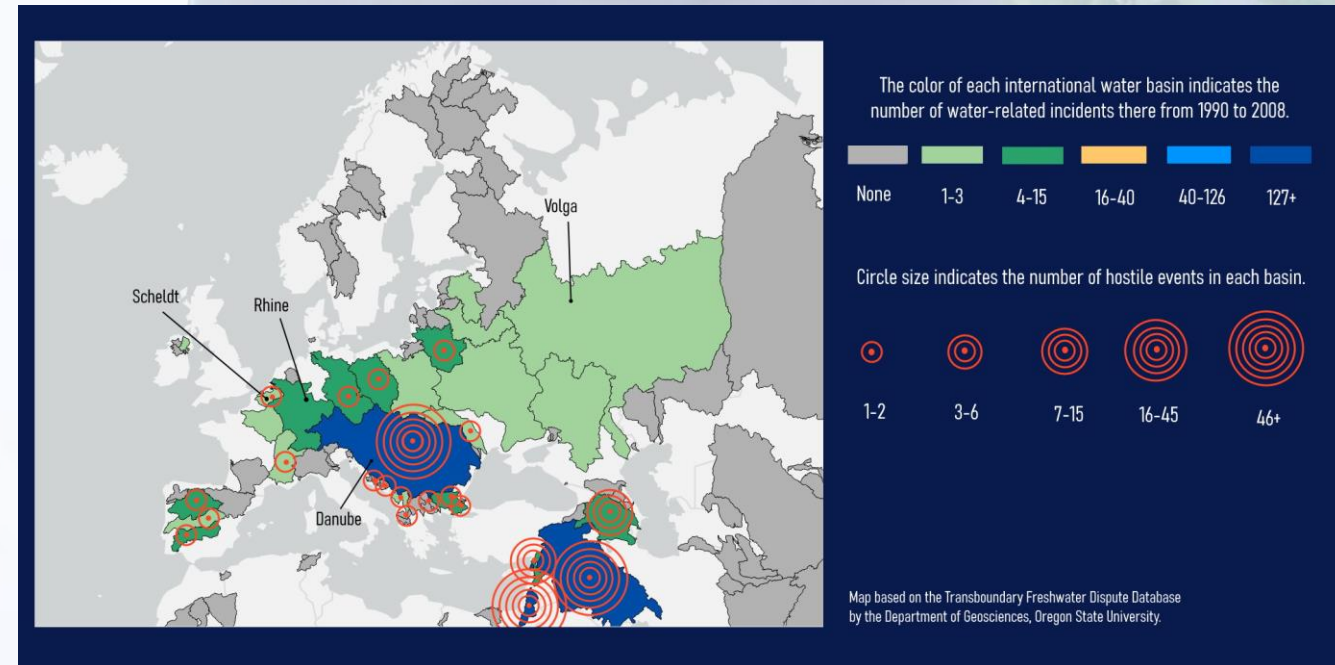 Volga
Scheldt
Rhine
Danube
The color of each international water basin indicates the
number of water-related incidents there from 1990 to 2008.
None
1-3
4-15
16-40
40-126
127+
Circle size indicates the number of hostile events in each basin.
1-2
3-6
7-15
16-45
46+
Map based on the Transboundary Freshwater Dispute Database
by the Department of Geosciences, Oregon State University.